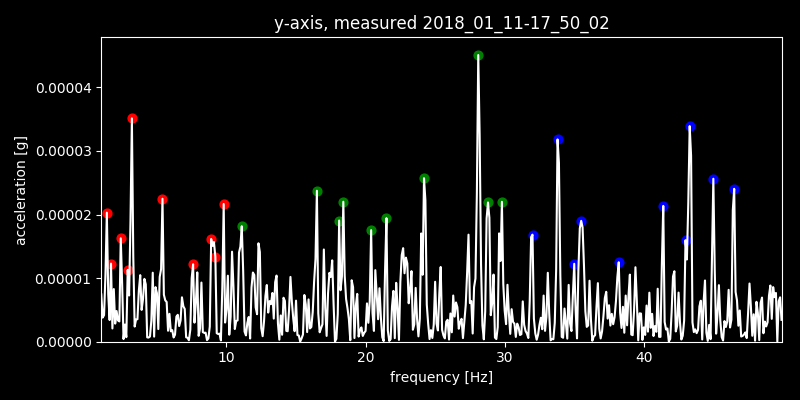 y-axis, measured 2018_01_11-17_50_02
0.00004
0.00003
0.00002
0.00001
0.00000
acceleration [g]
10 20 30 40
frequency [Hz]